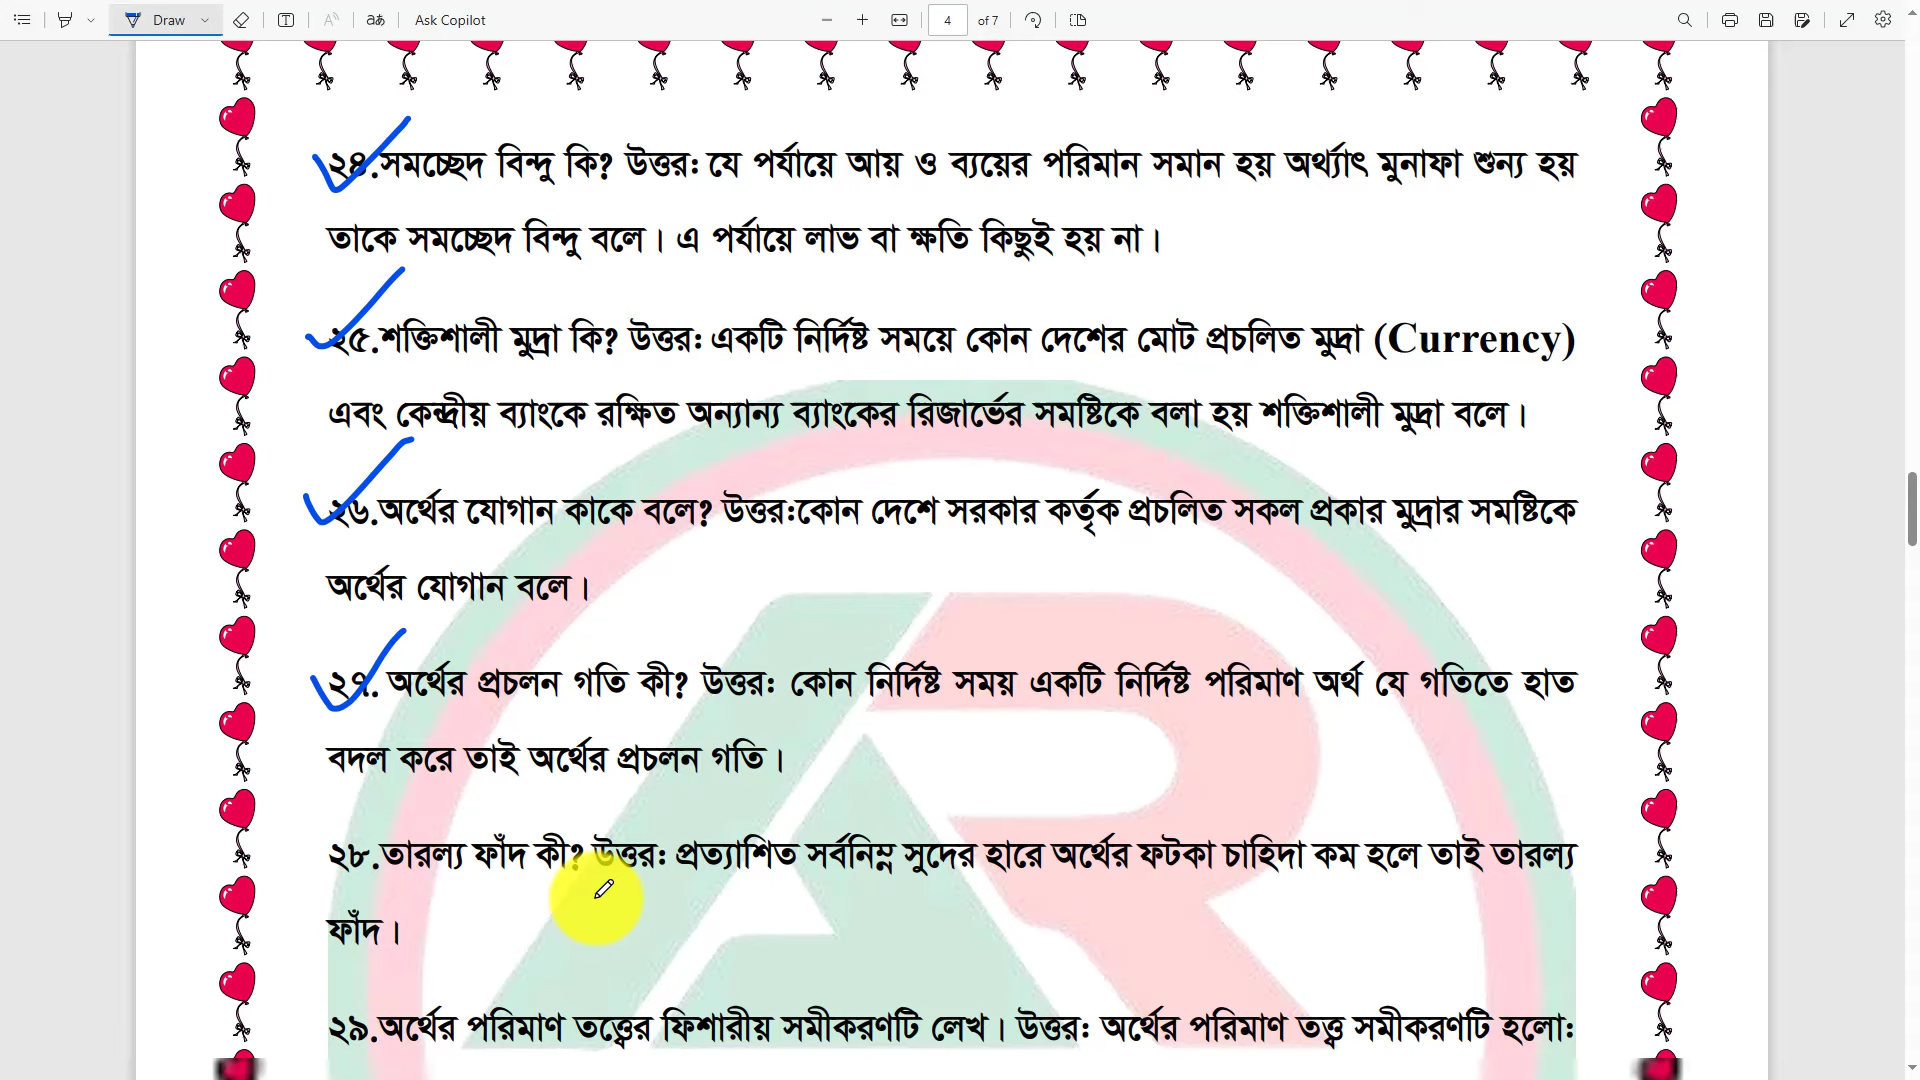 Draw
Ask Copilot
4 of 7
২৪.সমচ্ছেদ বিন্দু কি? উত্তর: যে পর্যায়ে আয় ও ব্যয়ের পরিমান সমান হয় অর্থ্যাৎ মুনাফা শুন্য হয়
তাকে সমচ্ছেদ বিন্দু বলে। এ পর্যায়ে লাভ বা ক্ষতি কিছুই হয় না।
২৫.শক্তিশালী মুদ্রা কি? উত্তর: একটি নির্দিষ্ট সময়ে কোন দেশের মোট প্রচলিত মুদ্রা (Currency)
এবং কেন্দ্রীয় ব্যাংকে রক্ষিত অন্যান্য ব্যাংকের রিজার্ভের সমষ্টিকে বলা হয় শক্তিশালী মুদ্রা বলে।
২৬.অর্থের যোগান কাকে বলে? উত্তর:কোন দেশে সরকার কর্তৃক প্রচলিত সকল প্রকার মুদ্রার সমষ্টিকে
অর্থের যোগান বলে।
২৭. অর্থের প্রচলন গতি কী? উত্তর: কোন নির্দিষ্ট সময় একটি নির্দিষ্ট পরিমাণ অর্থ যে গতিতে হাত
বদল করে তাই অর্থের প্রচলন গতি।
২৮.তারল্য ফাঁদ কী? উত্তর: প্রত্যাশিত সর্বনিম্ন সুদের হারে অর্থের ফটকা চাহিদা কম হলে তাই তারল্য
ফাঁদ।
২৯.অর্থের পরিমাণ তত্ত্বের ফিশারীয় সমীকরণটি লেখ। উত্তর: অর্থের পরিমাণ তত্ত্ব সমীকরণটি হলো: